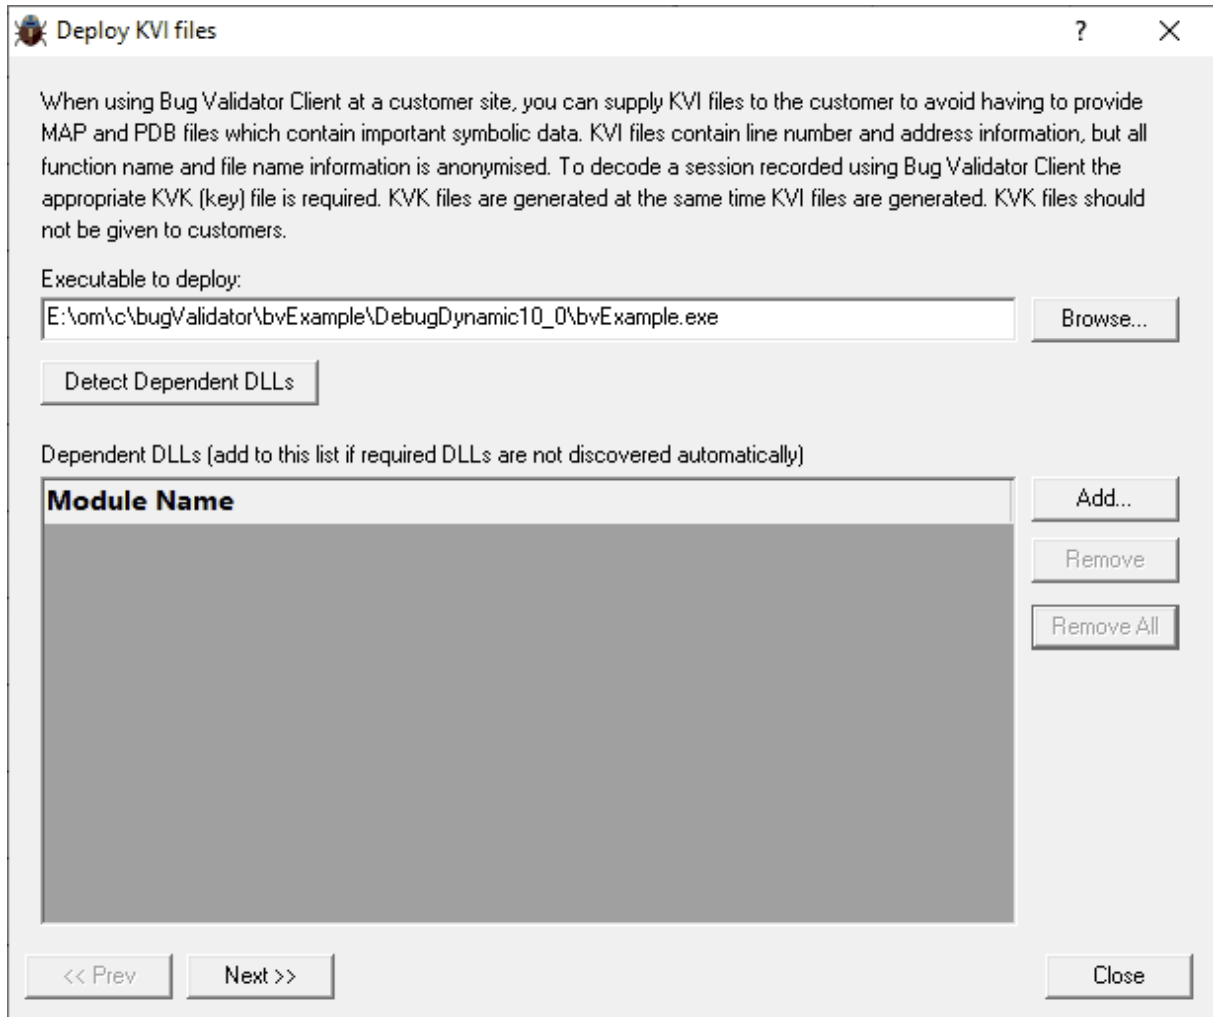 Deploy KVI files
?
When using Bug Validator Client at a customer site, you can supply KVI files to the customer to avoid having to provide
MAP and PDB files which contain important symbolic data. KVI files contain line number and address information, but all
function name and file name information is anonymised. To decode a session recorded using Bug Validator Client the
appropriate KVK (key) file is required. KVK files are generated at the same time KVI files are generated. KVK files should
not be given to customers.
Executable to deploy:
E:\om\c\bugValidator\bvExample\DebugDynamic10_0\bvExample.exe
Browse...
Detect Dependent DLLs
Dependent DLLs (add to this list if required DLLs are not discovered automatically)
Module Name
Add...
Remove
Remove All
<< Prev
Next >>
Close